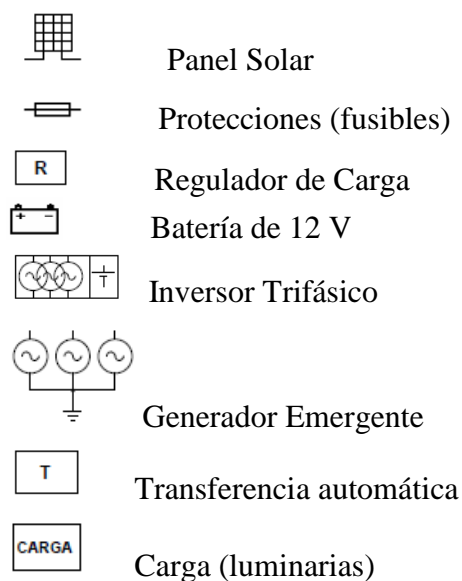 Panel Solar
Protecciones (fusibles)
R
Regulador de Carga
+ -
Batería de 12 V
Inversor Trifásico
Generador Emergente
T
Transferencia automática
CARGA
Carga (luminarias)